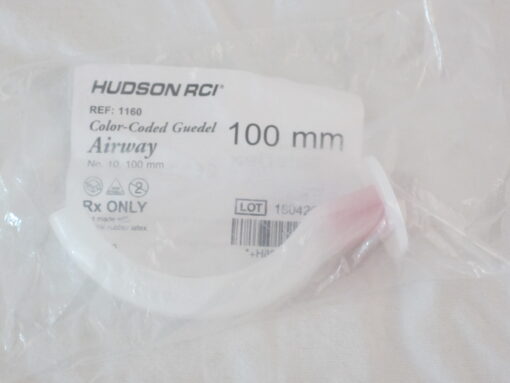 HUDSON RCI®
REF: 1160
Color-Coded Guedel
Airway
100 mm
No. 10, 100 mm
Rx ONLY
LOT